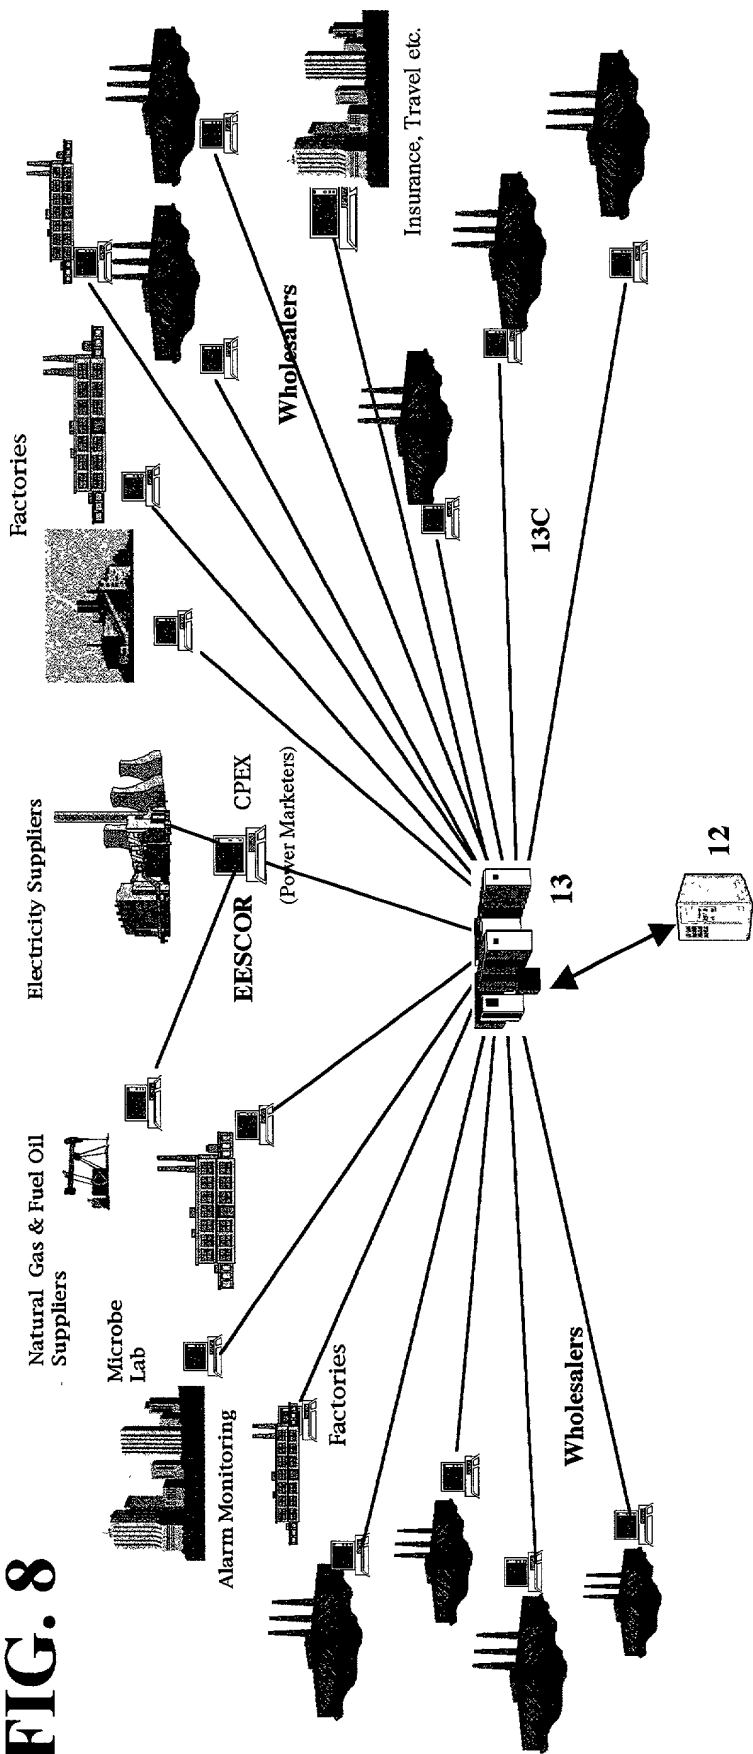 FIG. 8
Natural Gas & Fuel Oil
Suppliers
Electricity Suppliers
Factories
Microbe
Lab
Alarm Monitoring
EESCOR
CPEX
(Power Marketers)
Wholesalers
Factories
Insurance, Travel etc.
Wholesalers
13
13C
12